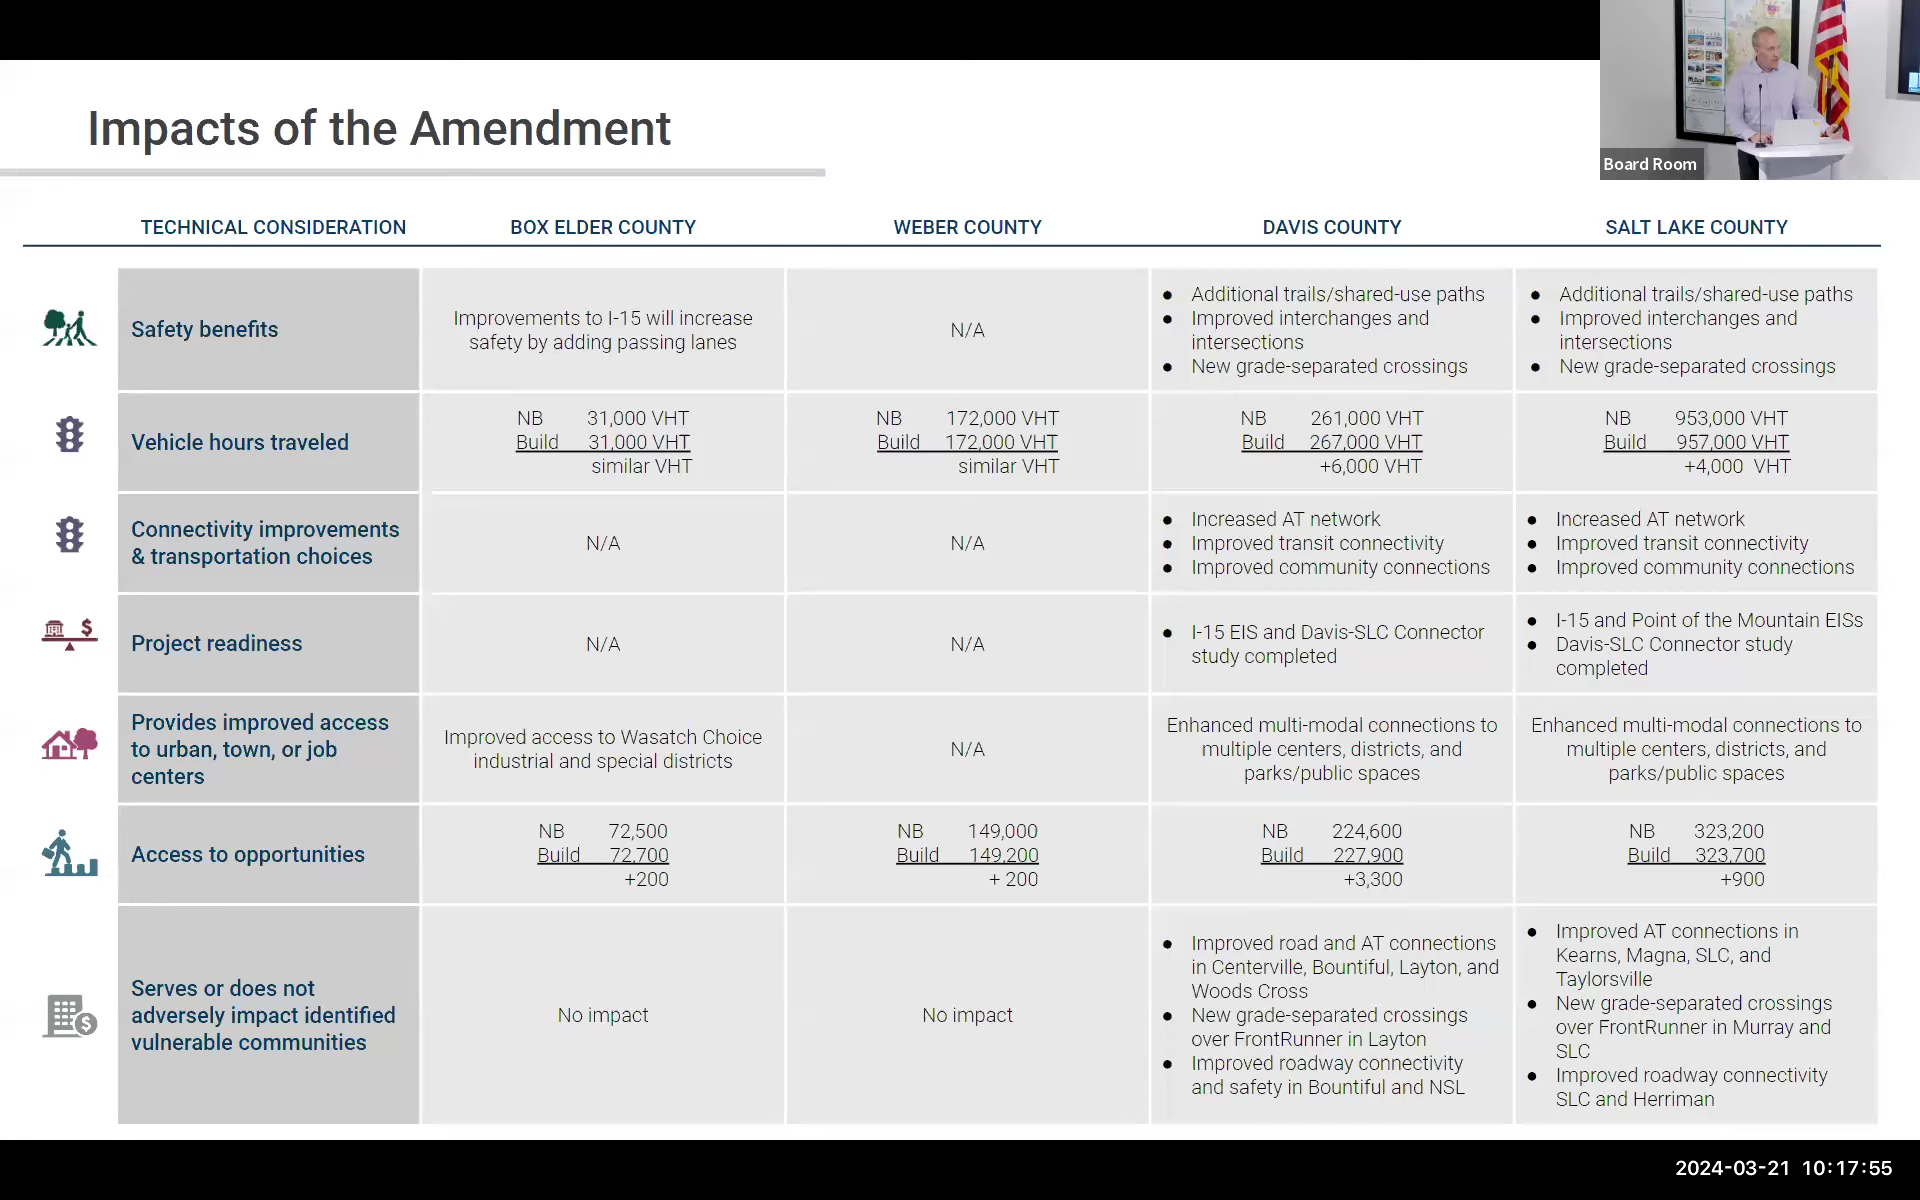 Impacts of the Amendment
Board Room
TECHNICAL CONSIDERATION
BOX ELDER COUNTY
WEBER COUNTY
DAVIS COUNTY
SALT LAKE COUNTY
Safety benefits
Improvements to I-15 will increase
safety by adding passing lanes
N/A
● Additional trails/shared-use paths
● Improved interchanges and
intersections
● New grade-separated crossings
● Additional trails/shared-use paths
● Improved interchanges and
intersections
● New grade-separated crossings
Vehicle hours traveled
NB 31,000 VHT
Build 31,000 VHT
similar VHT
NB 172,000 VHT
Build 172,000 VHT
similar VHT
NB 261,000 VHT
Build 267,000 VHT
+6,000 VHT
NB 953,000 VHT
Build 957,000 VHT
+4,000 VHT
Connectivity improvements
& transportation choices
N/A
N/A
● Increased AT network
● Improved transit connectivity
● Improved community connections
● Increased AT network
● Improved transit connectivity
● Improved community connections
Project readiness
N/A
N/A
● I-15 EIS and Davis-SLC Connector
study completed
● I-15 and Point of the Mountain EISs
● Davis-SLC Connector study
completed
Provides improved access
to urban, town, or job
centers
Improved access to Wasatch Choice
industrial and special districts
N/A
Enhanced multi-modal connections to
multiple centers, districts, and
parks/public spaces
Enhanced multi-modal connections to
multiple centers, districts, and
parks/public spaces
Access to opportunities
NB 72,500
Build 72,700
+200
NB 149,000
Build 149,200
+ 200
NB 224,600
Build 227,900
+3,300
NB 323,200
Build 323,700
+900
Serves or does not
adversely impact identified
vulnerable communities
No impact
No impact
● Improved road and AT connections
in Centerville, Bountiful, Layton, and
Woods Cross
● New grade-separated crossings
over FrontRunner in Layton
● Improved roadway connectivity
and safety in Bountiful and NSL
● Improved AT connections in
Kearns, Magna, SLC, and
Taylorsville
● New grade-separated crossings
over FrontRunner in Murray and
SLC
● Improved roadway connectivity
SLC and Herriman
2024-03-21 10:17:55